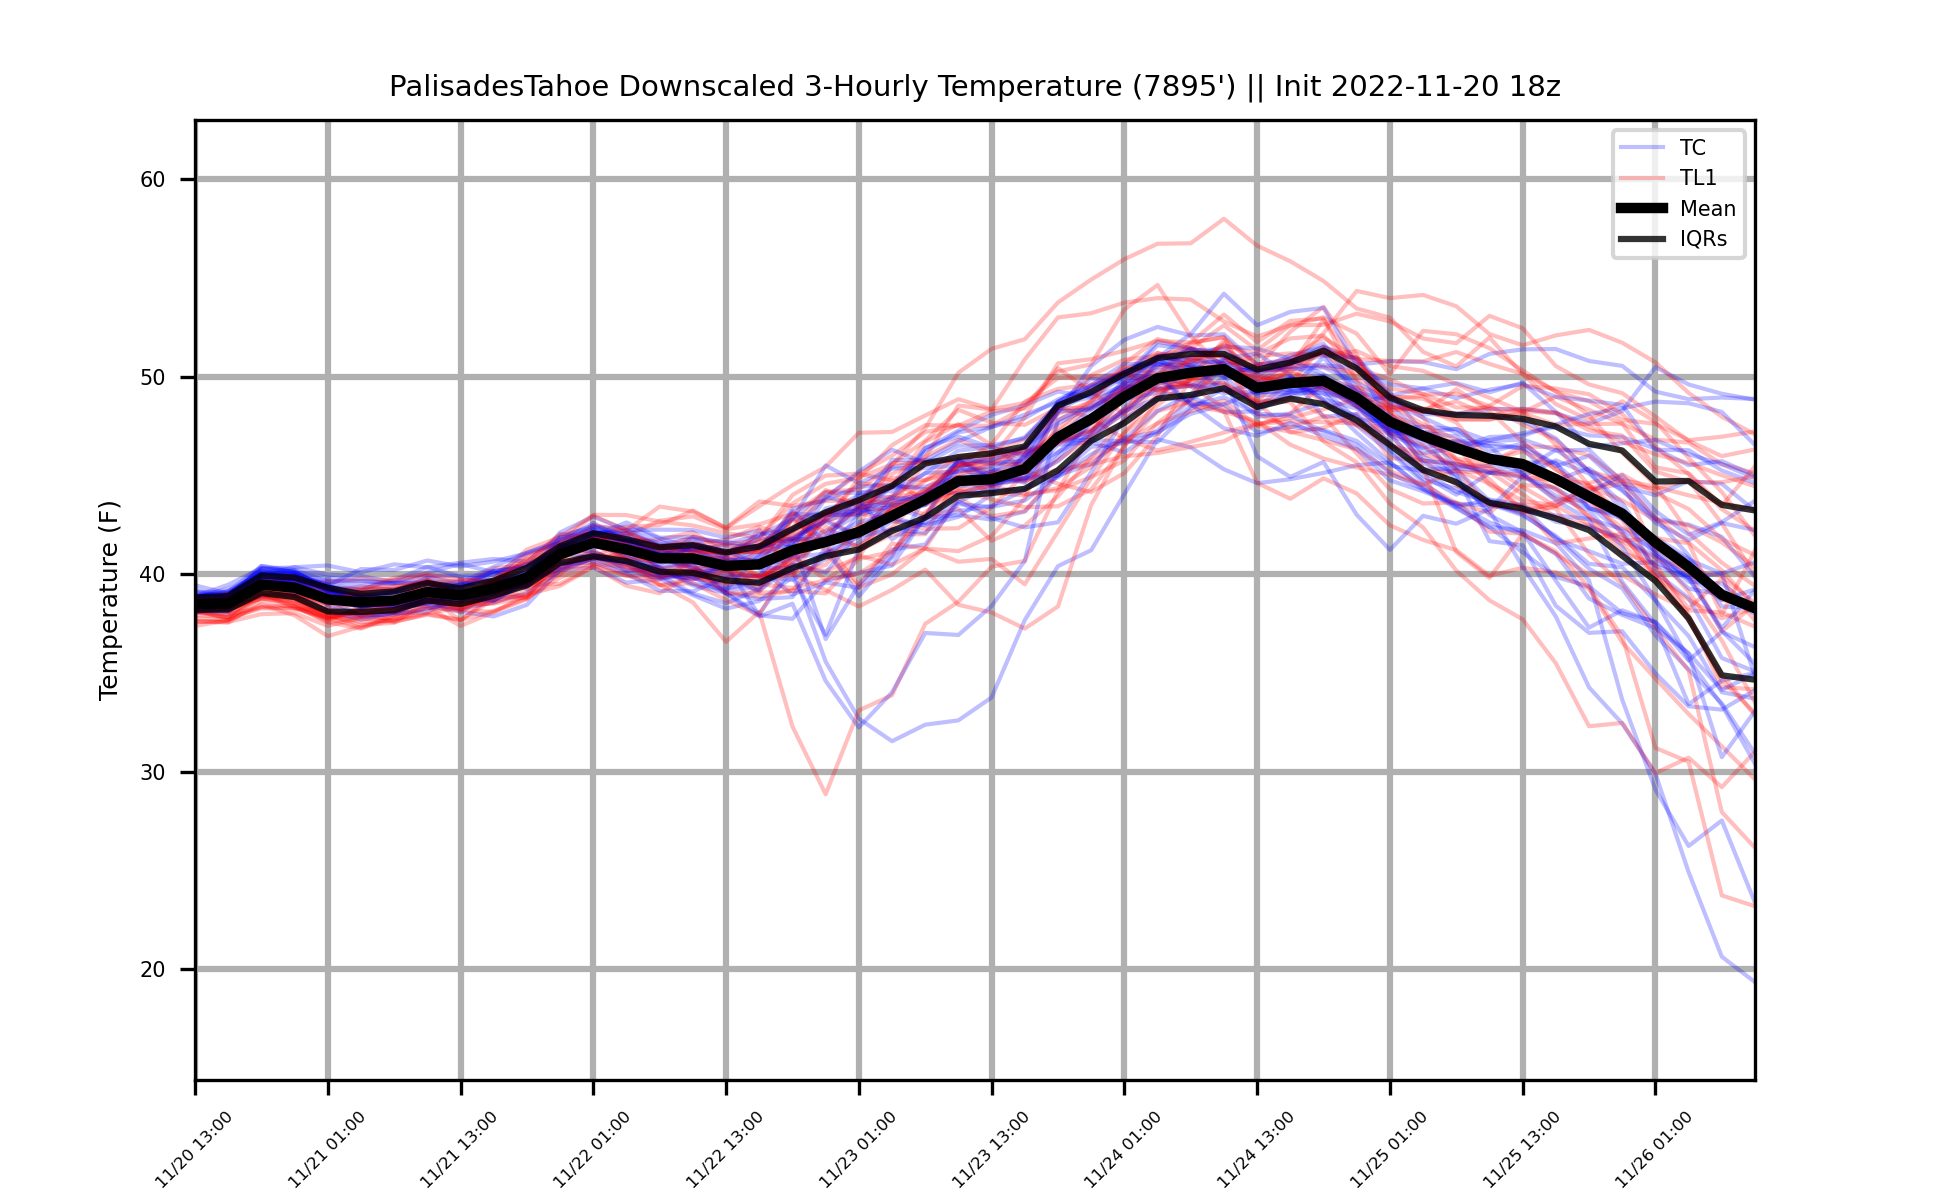 PalisadesTahoe Downscaled 3-Hourly Temperature (7895') || Init 2022-11-20 18z
TC
TL1
Mean
IQRs
Temperature (F)
60
50
40
30
20
11/20 13:00
11/21 01:00
11/21 13:00
11/22 01:00
11/22 13:00
11/23 01:00
11/23 13:00
11/24 01:00
11/24 13:00
11/25 01:00
11/25 13:00
11/26 01:00